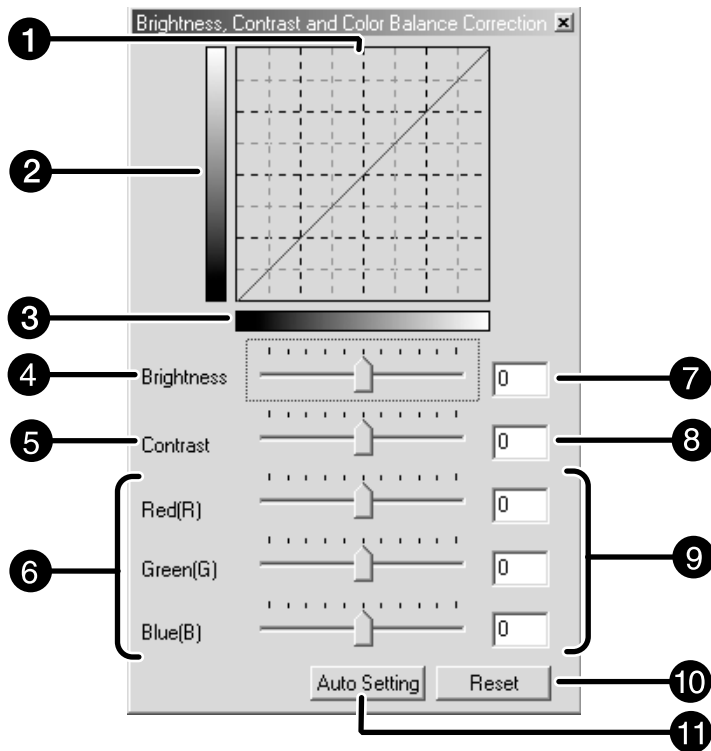 Brightness, Contrast and Color Balance Correction
1
2
3
4 Brightness 0 7
5 Contrast 0 8
Red(R) 0
6 Green(G) 0 9
Blue(B) 0
Auto Setting Reset 10
11